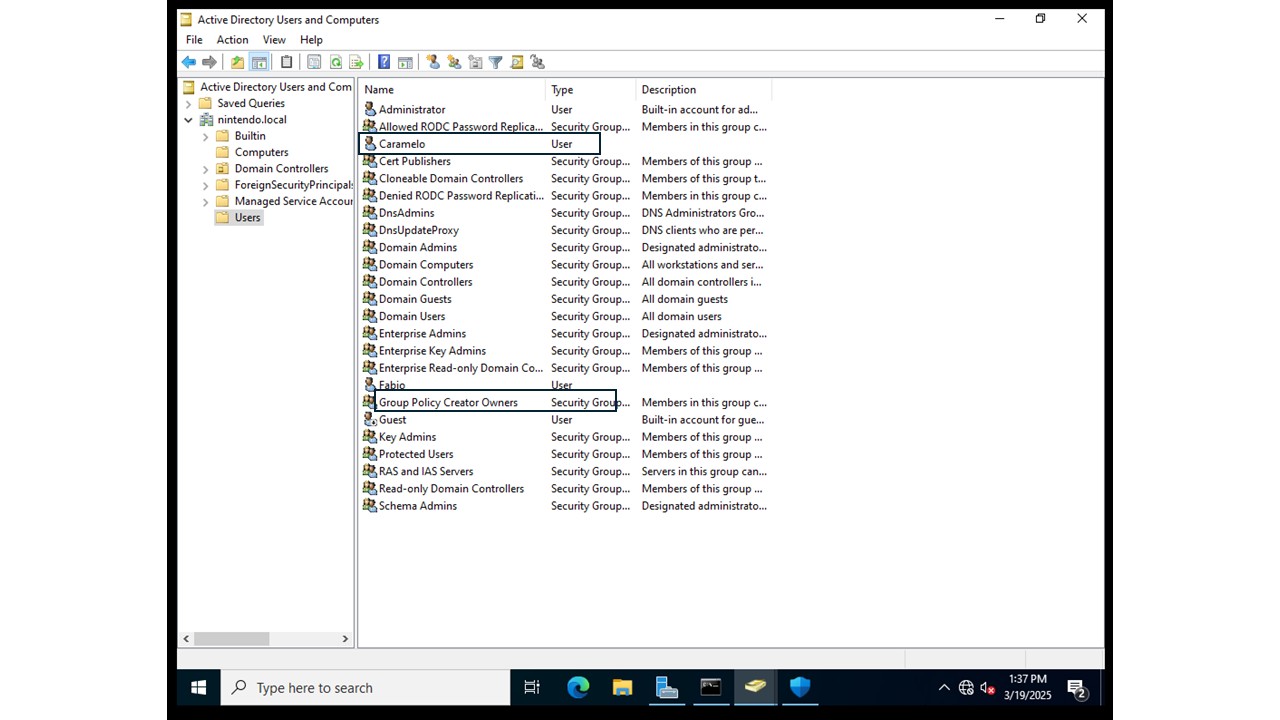 Active Directory Users and Computers
File Action View Help
Active Directory Users and Com
Saved Queries
nintendo.local
Builtin
Computers
Domain Controllers
ForeignSecurityPrincipals
Managed Service Accour
Users
Name Type Description
Administrator User Built-in account for ad...
Allowed RODC Password Replica... Security Group... Members in this group c...
Caramelo User
Cert Publishers Security Group... Members of this group ...
Cloneable Domain Controllers Security Group... Members of this group t...
Denied RODC Password Replicati... Security Group... Members in this group c...
DnsAdmins Security Group... DNS Administrators Gro...
DnsUpdateProxy Security Group... DNS clients who are per...
Domain Admins Security Group... Designated administrato...
Domain Computers Security Group... All workstations and ser...
Domain Controllers Security Group... All domain controllers i...
Domain Guests Security Group... All domain guests
Domain Users Security Group... All domain users
Enterprise Admins Security Group... Designated administrato...
Enterprise Key Admins Security Group... Members of this group ...
Enterprise Read-only Domain Co... Security Group... Members of this group ...
Fabio User
Group Policy Creator Owners Security Group... Members in this group c...
Guest User Built-in account for gue...
Key Admins Security Group... Members of this group ...
Protected Users Security Group... Members of this group ...
RAS and IAS Servers Security Group... Servers in this group can...
Read-only Domain Controllers Security Group... Members of this group ...
Schema Admins Security Group... Designated administrato...
Type here to search
1:37 PM
3/19/2025
2